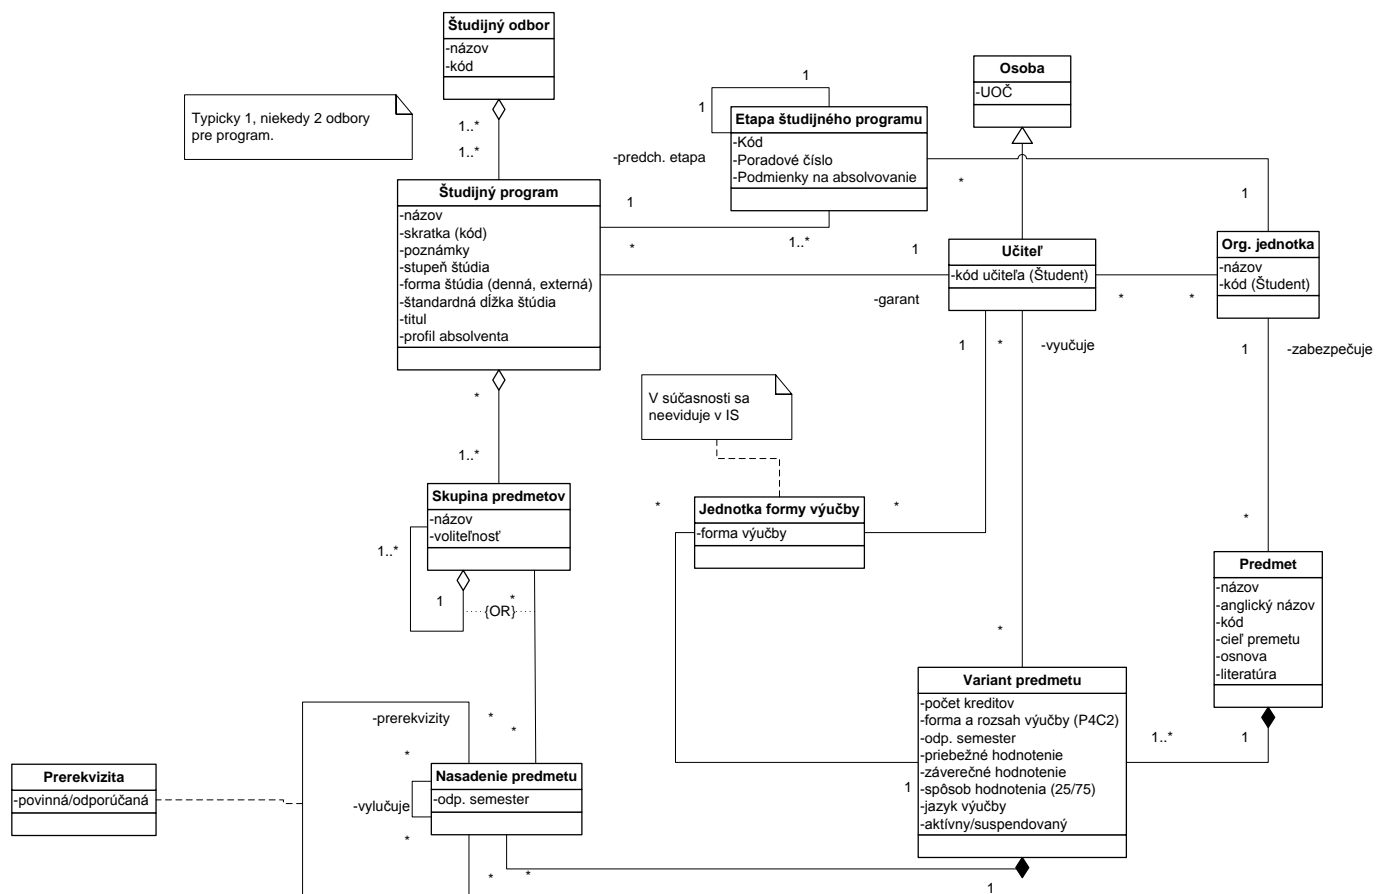 Študijný odbor
-názov
-kód
Typicky 1, niekedy 2 odbory
pre program.
1..*
1..*
Študijný program
-názov
-skratka (kód)
-poznámky
-stupeň štúdia
-forma štúdia (denná, externá)
-štandardná dĺžka štúdia
-titul
-profil absolventa
1
1
Etapa študijného programu
-Kód
-Poradové číslo
-Podmienky na absolvovanie
-predch. etapa
1
1..*
*
1
Osoba
-UOČ
*
1
Učiteľ
-kód učiteľa (Študent)
-garant
1
*
-vyučuje
*
*
Org. jednotka
-názov
-kód (Študent)
1
-zabezpečuje
*
1..*
V súčasnosti sa
neeviduje v IS
Skupina predmetov
-názov
-voliteľnosť
1..*
1
*
{OR}
*
*
Jednotka formy výučby
-forma výučby
*
Predmet
-názov
-anglický názov
-kód
-cieľ premetu
-osnova
-literatúra
*
Variant predmetu
-počet kreditov
-forma a rozsah výučby (P4C2)
-odp. semester
-priebežné hodnotenie
-záverečné hodnotenie
-spôsob hodnotenia (25/75)
-jazyk výučby
-aktívny/suspendovaný
1..*
1
1
-prerekvizity
*
*
*
Prerekvizita
-povinná/odporúčaná
Nasadenie predmetu
-odp. semester
-vylučuje
*
*
*
1